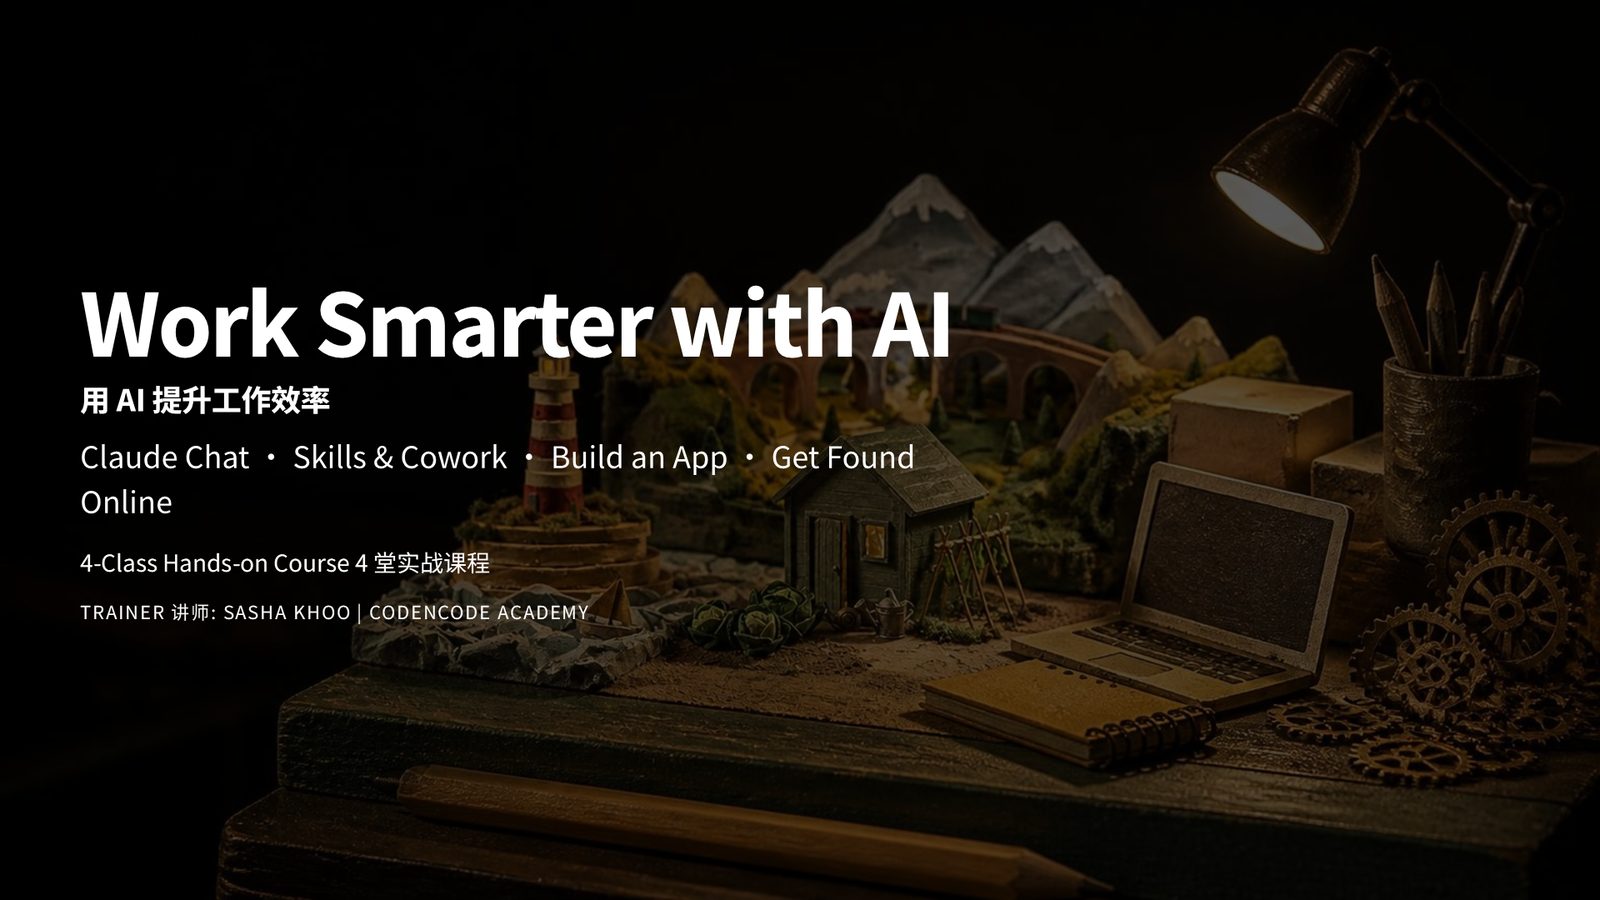 Work Smarter with AI
用 AI 提升工作效率
Claude Chat · Skills & Cowork · Build an App · Get Found
Online
4-Class Hands-on Course 4 堂实战课程
TRAINER 讲师: SASHA KHOO | CODENCODE ACADEMY